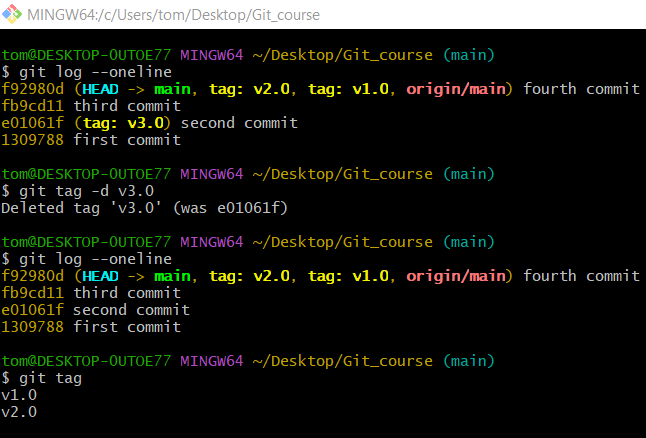 MINGW64:/c/Users/tom/Desktop/Git_course
tom@DESKTOP-OUTOE77 MINGW64 ~/Desktop/Git_course (main)
$ git log --oneline
f92980d (HEAD -> main, tag: v2.0, tag: v1.0, origin/main) fourth commit
fb9cd11 third commit
e01061f (tag: v3.0) second commit
1309788 first commit
tom@DESKTOP-OUTOE77 MINGW64 ~/Desktop/Git_course (main)
$ git tag -d v3.0
Deleted tag 'v3.0' (was e01061f)
tom@DESKTOP-OUTOE77 MINGW64 ~/Desktop/Git_course (main)
$ git log --oneline
f92980d (HEAD -> main, tag: v2.0, tag: v1.0, origin/main) fourth commit
fb9cd11 third commit
e01061f second commit
1309788 first commit
tom@DESKTOP-OUTOE77 MINGW64 ~/Desktop/Git_course (main)
$ git tag
v1.0
v2.0